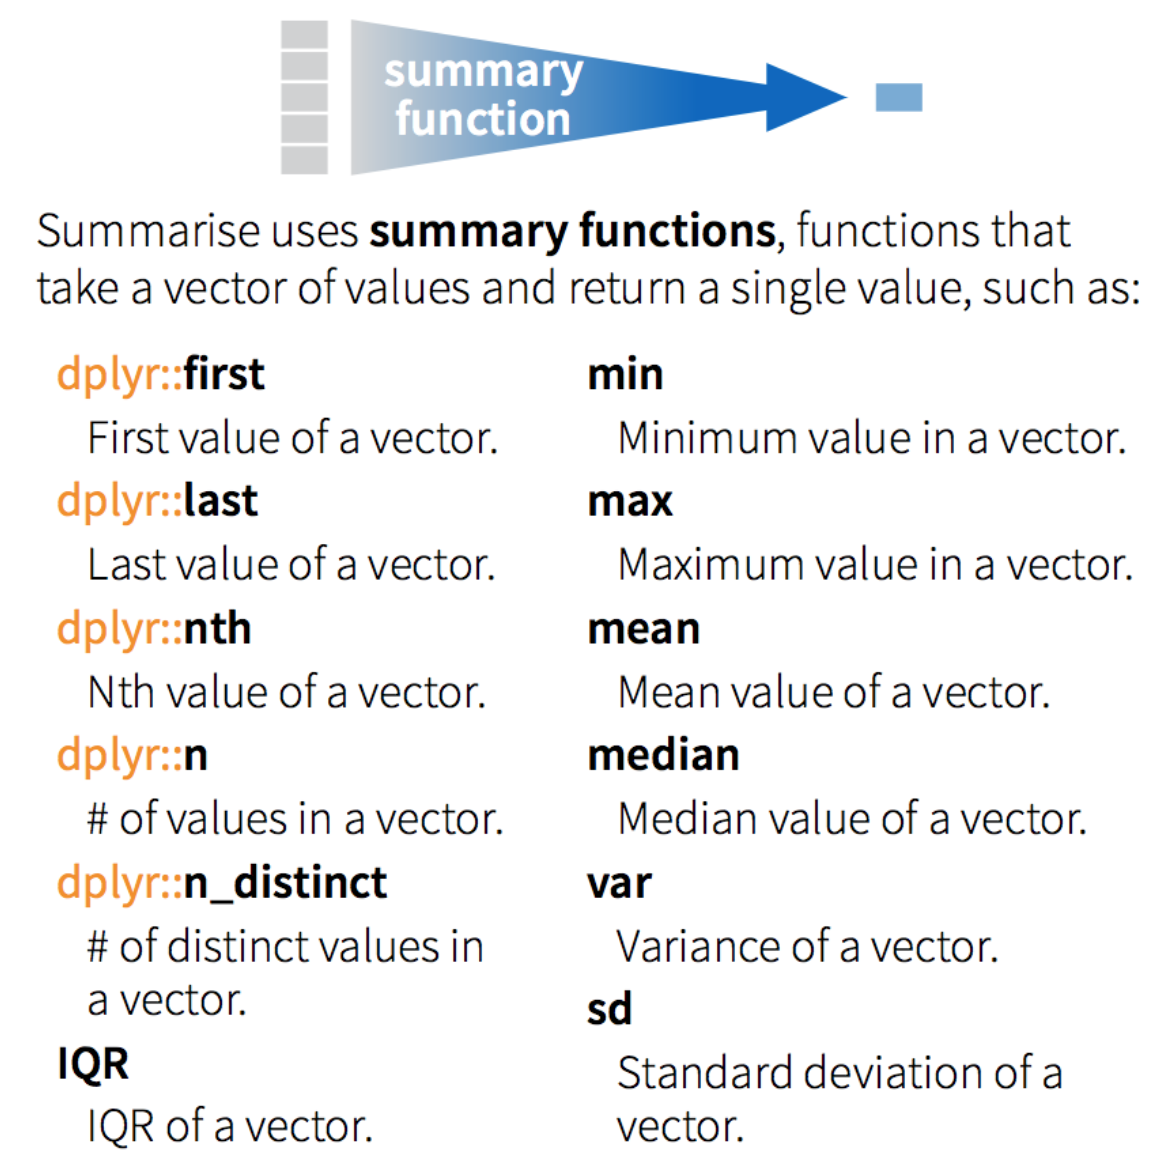 summary
function
Summarise uses summary functions, functions that
take a vector of values and return a single value, such as:
dplyr::first
First value of a vector.
dplyr::last
Last value of a vector.
dplyr::nth
Nth value of a vector.
dplyr::n
# of values in a vector.
dplyr::n_distinct
# of distinct values in
a vector.
IQR
IQR of a vector.
min
Minimum value in a vector.
max
Maximum value in a vector.
mean
Mean value of a vector.
median
Median value of a vector.
var
Variance of a vector.
sd
Standard deviation of a
vector.